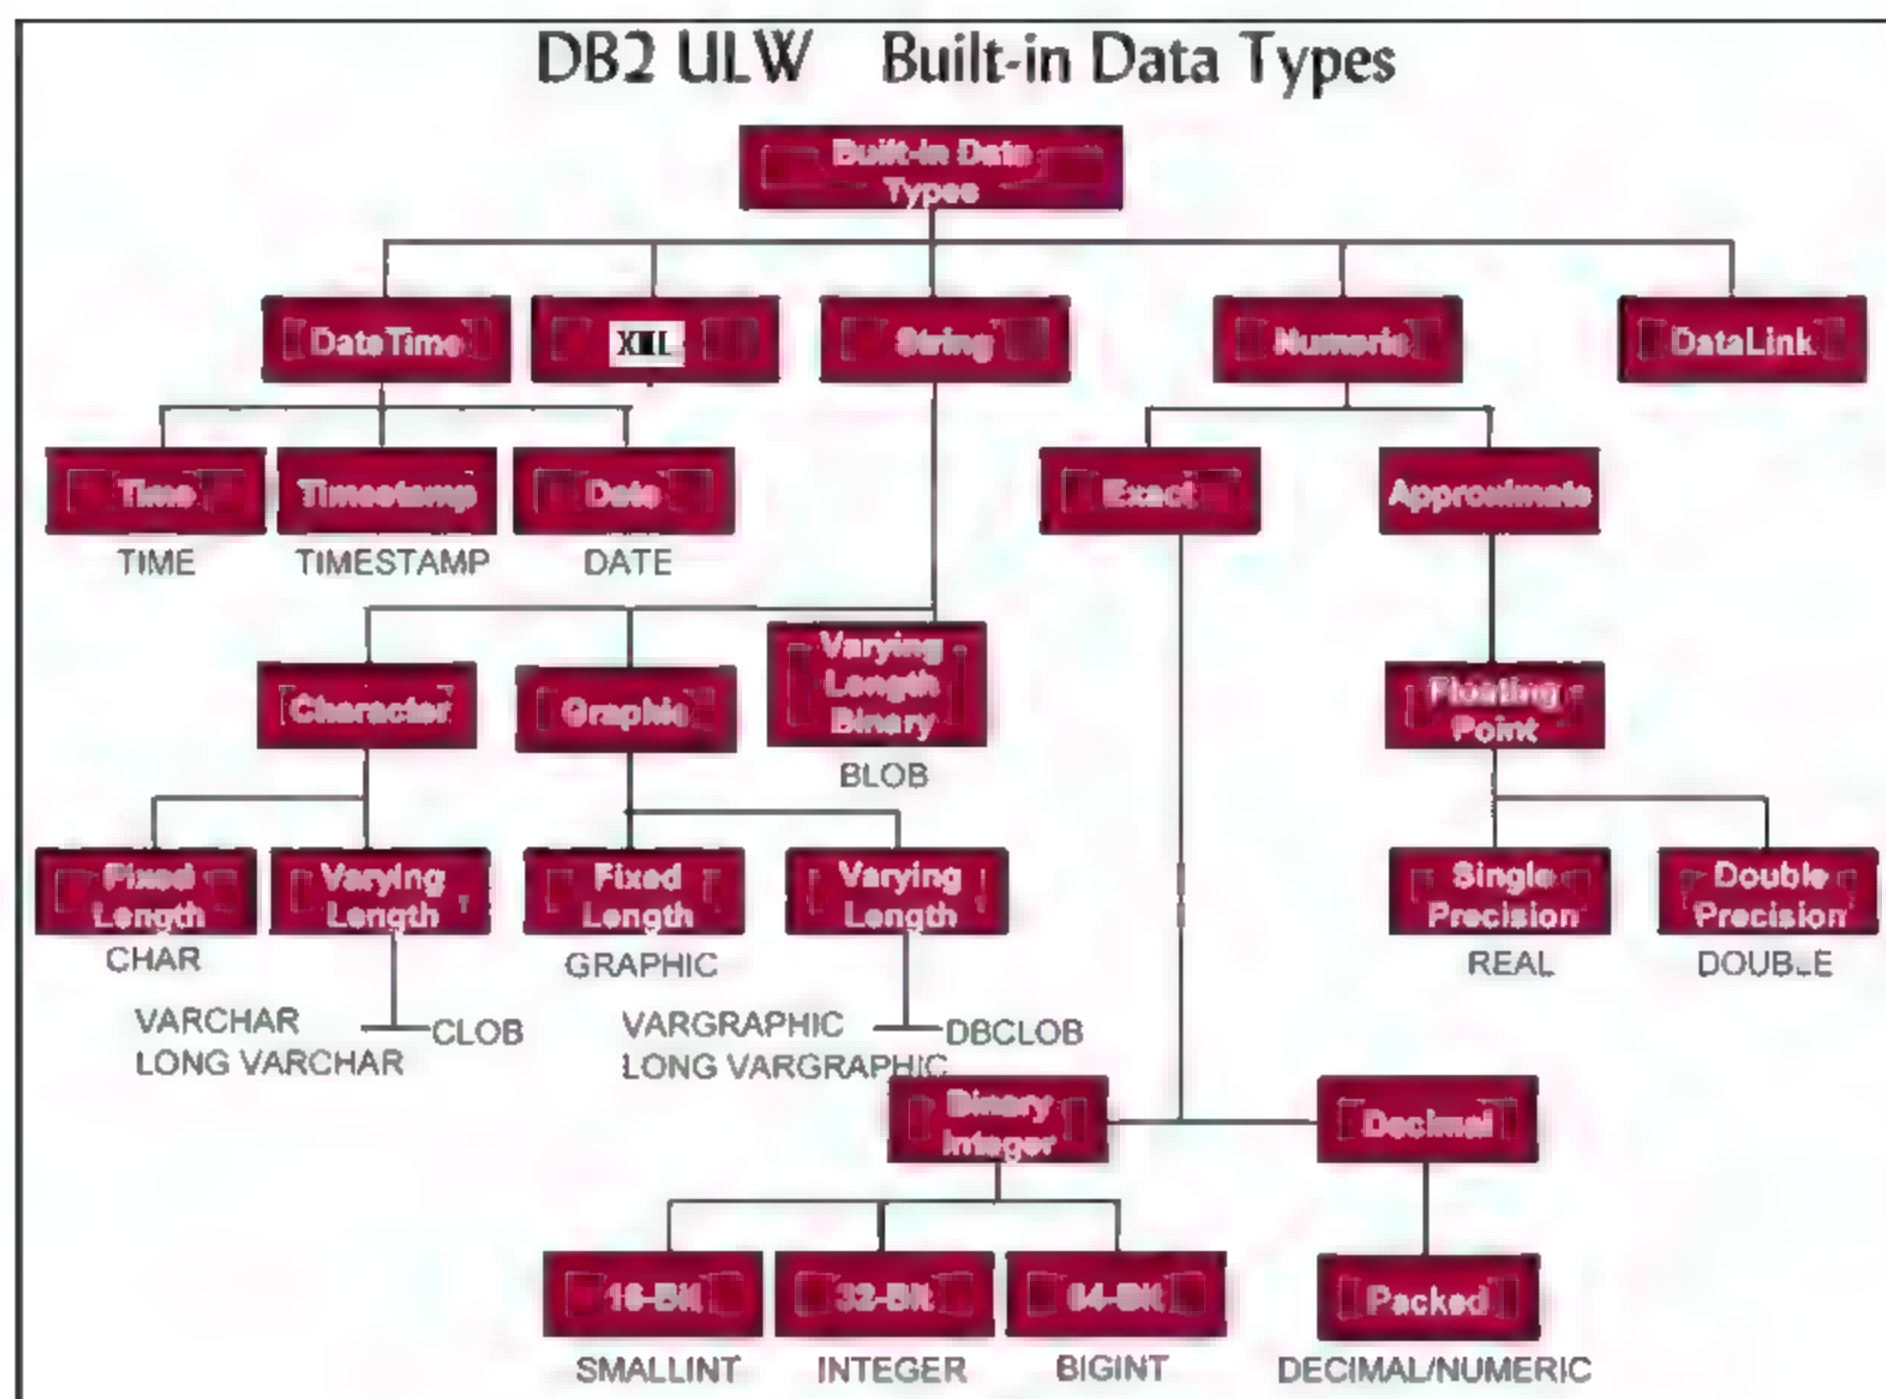 DB2 ULW Built-in Data Types
Built-in Data
Types
DateTime
XML
String
Numeric
DataLink
Time
Timestamp
Date
Exact
Approximate
TIME
TIMESTAMP
DATE
Character
Graphic
Varying
Length
Binary
Floating
Point
BLOB
Fixed
Length
Varying
Length
Fixed
Length
Varying
Length
Single
Precision
Double
Precision
CHAR
GRAPHIC
REAL
DOUBLE
VARCHAR
LONG VARCHAR
CLOB
VARGRAPHIC
LONG VARGRAPHIC
DBCLOB
Binary
Integer
Decimal
16-Bit
32-Bit
64-Bit
Packed
SMALLINT
INTEGER
BIGINT
DECIMAL/NUMERIC